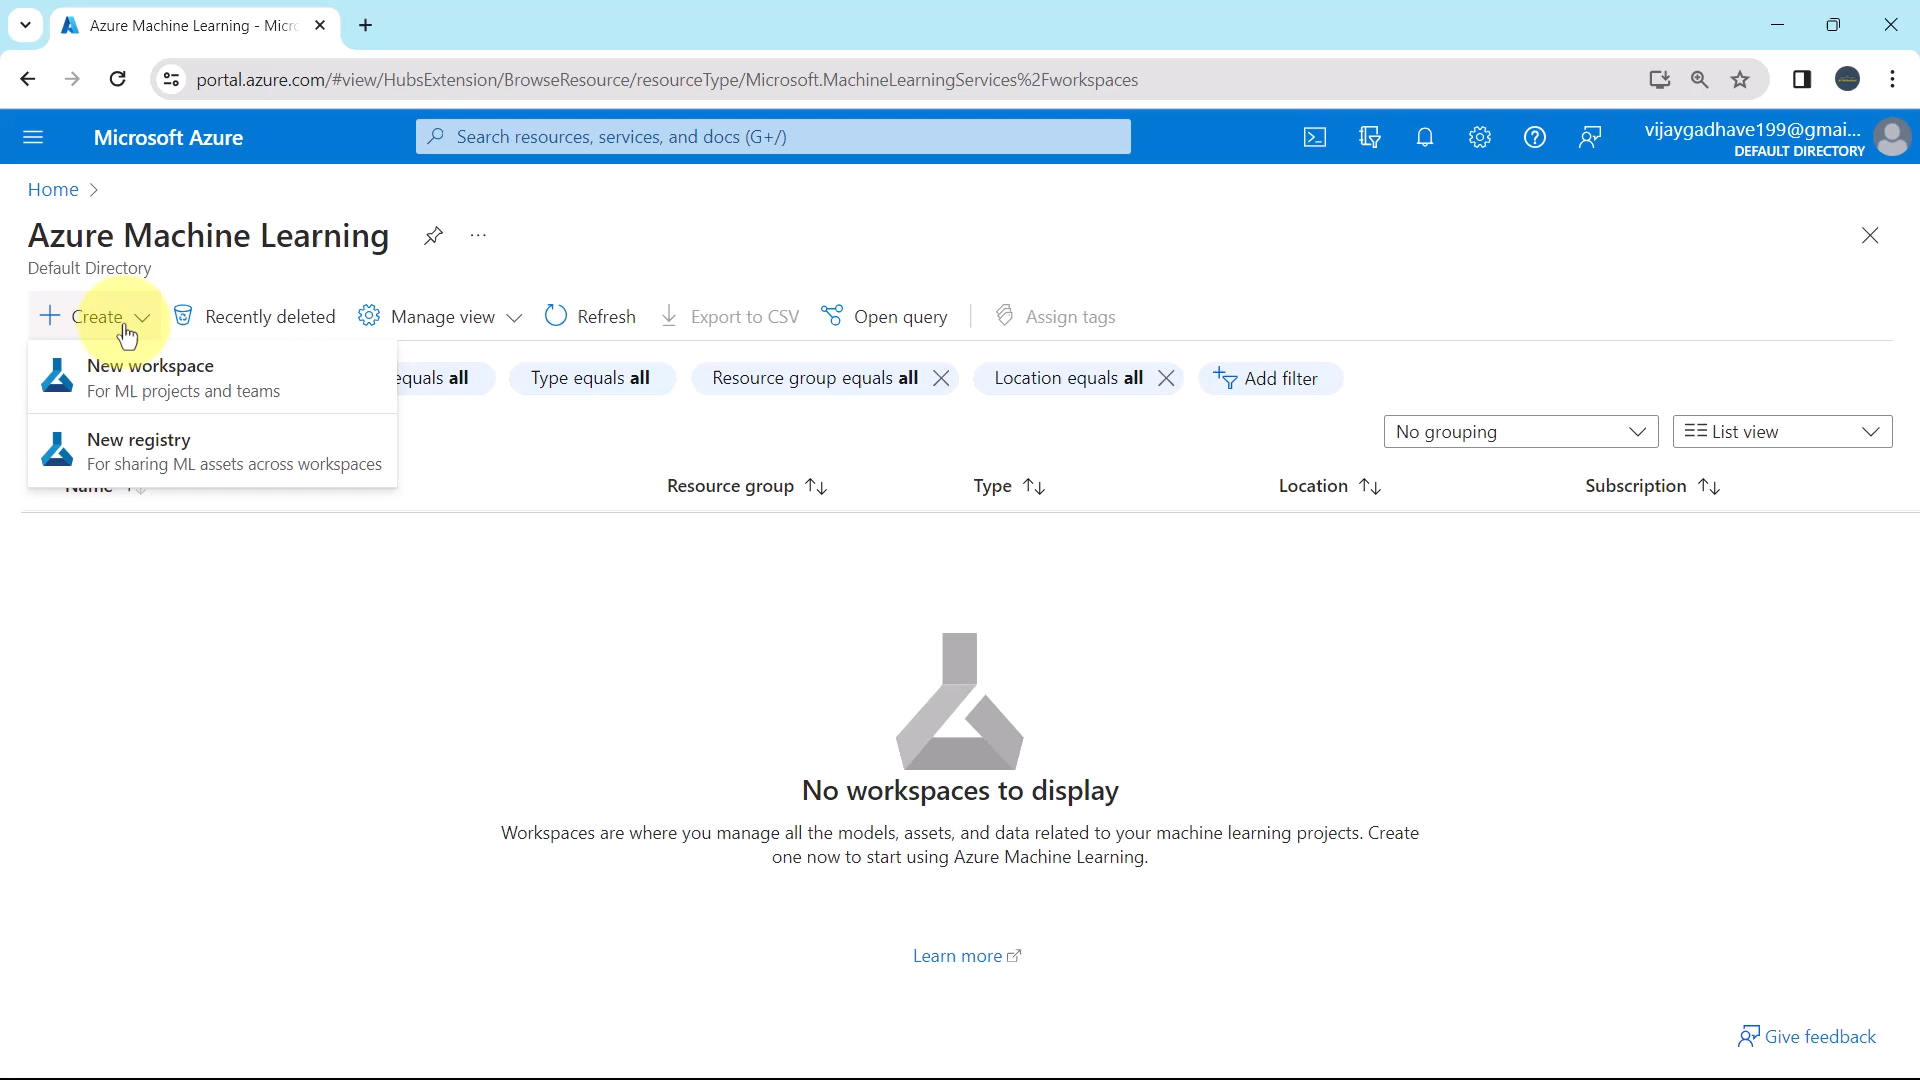 Azure Machine Learning - Micro
portal.azure.com/#view/HubsExtension/BrowseResource/resourceType/Microsoft.MachineLearningServices%2Fworkspaces
Microsoft Azure
Search resources, services, and docs (G+/)
vijaygadhave199@gmai...
DEFAULT DIRECTORY
Home >
Azure Machine Learning ...
Default Directory
Create Recently deleted Manage view Refresh Export to CSV Open query Assign tags
New workspace
For ML projects and teams
New registry
For sharing ML assets across workspaces
equals all Type equals all Resource group equals all Location equals all Add filter
No grouping List view
Name Resource group Type Location Subscription
No workspaces to display
Workspaces are where you manage all the models, assets, and data related to your machine learning projects. Create
one now to start using Azure Machine Learning.
Learn more
Give feedback